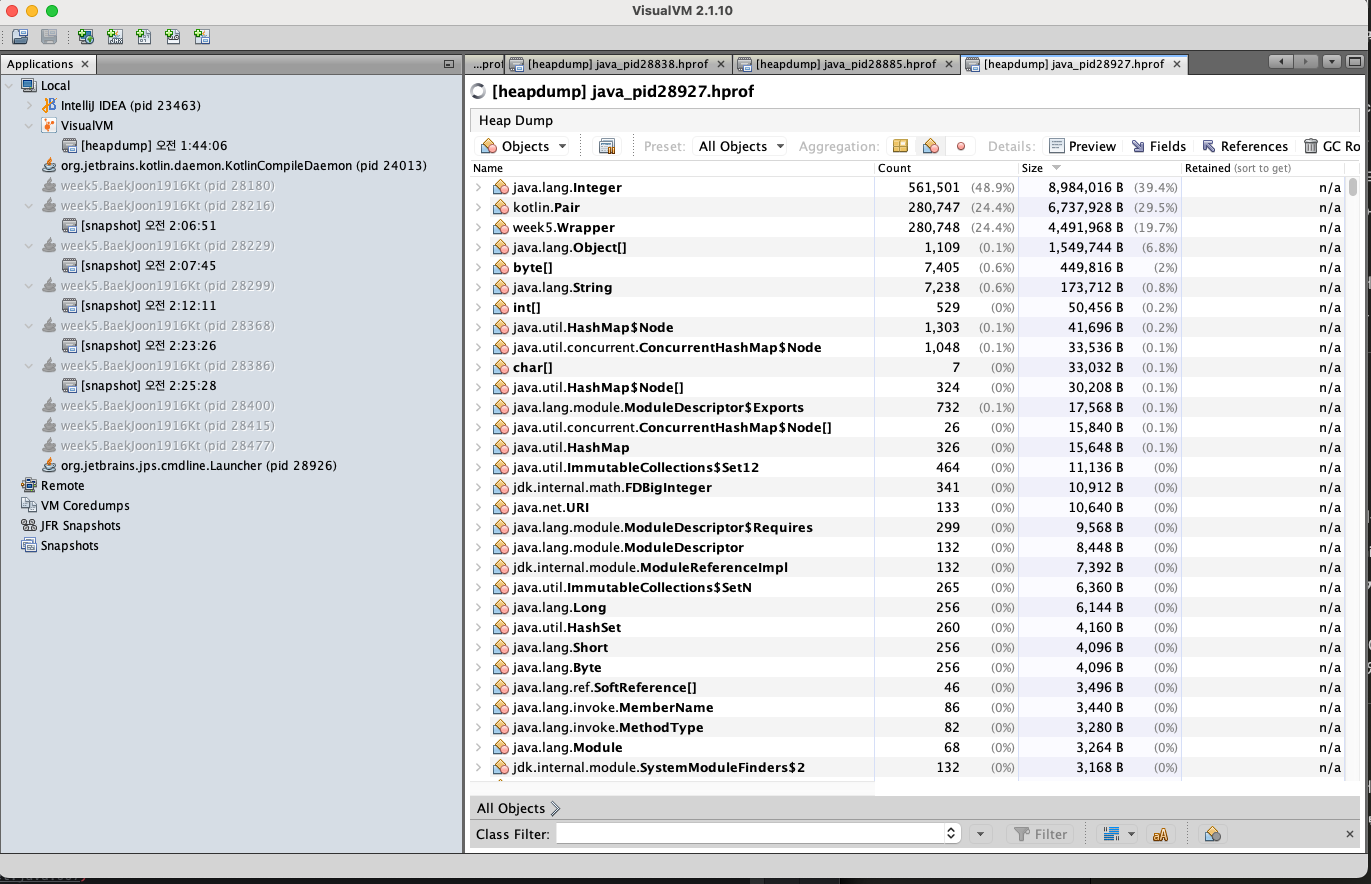 VisualVM 2.1.10
Applications
Local
IntelliJ IDEA (pid 23463)
VisualVM
[heapdump] 오전 1:44:06
org.jetbrains.kotlin.daemon.KotlinCompileDaemon (pid 24013)
week5.BaekJoon1916Kt (pid 28180)
week5.BaekJoon1916Kt (pid 28216)
[snapshot] 오전 2:06:51
week5.BaekJoon1916Kt (pid 28229)
[snapshot] 오전 2:07:45
week5.BaekJoon1916Kt (pid 28299)
[snapshot] 오전 2:12:11
week5.BaekJoon1916Kt (pid 28368)
[snapshot] 오전 2:23:26
week5.BaekJoon1916Kt (pid 28386)
[snapshot] 오전 2:25:28
week5.BaekJoon1916Kt (pid 28400)
week5.BaekJoon1916Kt (pid 28415)
week5.BaekJoon1916Kt (pid 28477)
org.jetbrains.jps.cmdline.Launcher (pid 28926)
Remote
VM Coredumps
JFR Snapshots
Snapshots
...prof [heapdump] java_pid28838.hprof [heapdump] java_pid28885.hprof [heapdump] java_pid28927.hprof
[heapdump] java_pid28927.hprof
Heap Dump
Objects Preset: All Objects Aggregation: Details: Preview Fields References GC Ro
Name Count Size Retained (sort to get)
java.lang.Integer 561,501 (48.9%) 8,984,016 B (39.4%) n/a
kotlin.Pair 280,747 (24.4%) 6,737,928 B (29.5%) n/a
week5.Wrapper 280,748 (24.4%) 4,491,968 B (19.7%) n/a
java.lang.Object[] 1,109 (0.1%) 1,549,744 B (6.8%) n/a
byte[] 7,405 (0.6%) 449,816 B (2%) n/a
java.lang.String 7,238 (0.6%) 173,712 B (0.8%) n/a
int[] 529 (0%) 50,456 B (0.2%) n/a
java.util.HashMap$Node 1,303 (0.1%) 41,696 B (0.2%) n/a
java.util.concurrent.ConcurrentHashMap$Node 1,048 (0.1%) 33,536 B (0.1%) n/a
char[] 7 (0%) 33,032 B (0.1%) n/a
java.util.HashMap$Node[] 324 (0%) 30,208 B (0.1%) n/a
java.lang.module.ModuleDescriptor$Exports 732 (0.1%) 17,568 B (0.1%) n/a
java.util.concurrent.ConcurrentHashMap$Node[] 26 (0%) 15,840 B (0.1%) n/a
java.util.HashMap 326 (0%) 15,648 B (0.1%) n/a
java.util.ImmutableCollections$Set12 464 (0%) 11,136 B (0%) n/a
jdk.internal.math.FDBigInteger 341 (0%) 10,912 B (0%) n/a
java.net.URI 133 (0%) 10,640 B (0%) n/a
java.lang.module.ModuleDescriptor$Requires 299 (0%) 9,568 B (0%) n/a
java.lang.module.ModuleDescriptor 132 (0%) 8,448 B (0%) n/a
jdk.internal.module.ModuleReferenceImpl 132 (0%) 7,392 B (0%) n/a
java.util.ImmutableCollections$SetN 265 (0%) 6,360 B (0%) n/a
java.lang.Long 256 (0%) 6,144 B (0%) n/a
java.util.HashSet 260 (0%) 4,160 B (0%) n/a
java.lang.Short 256 (0%) 4,096 B (0%) n/a
java.lang.Byte 256 (0%) 4,096 B (0%) n/a
java.lang.ref.SoftReference[] 46 (0%) 3,496 B (0%) n/a
java.lang.invoke.MemberName 86 (0%) 3,440 B (0%) n/a
java.lang.invoke.MethodType 82 (0%) 3,280 B (0%) n/a
java.lang.Module 68 (0%) 3,264 B (0%) n/a
jdk.internal.module.SystemModuleFinders$2 132 (0%) 3,168 B (0%) n/a
All Objects
Class Filter: Filter aA